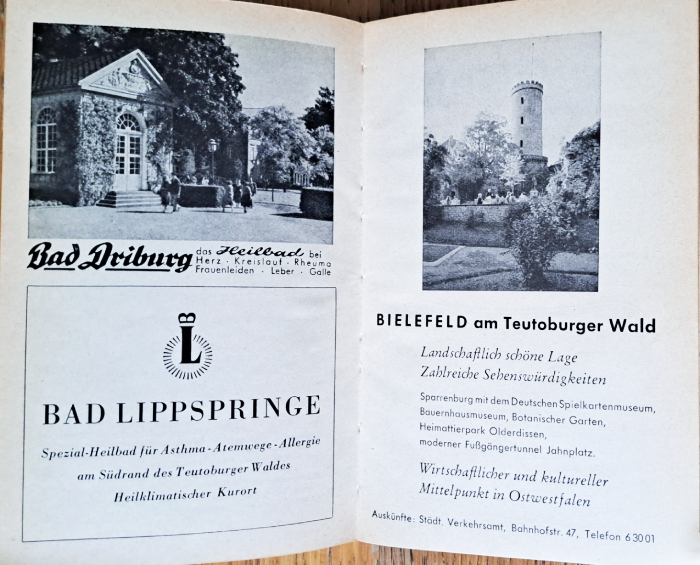 Bad Driburg das Heilbad bei
Herz · Kreislauf · Rheuma
Frauenleiden · Leber · Galle
L
BAD LIPPSPRINGE
Spezial-Heilbad für Asthma - Atemwege - Allergie
am Südrand des Teutoburger Waldes
Heilklimatischer Kurort
BIELEFELD am Teutoburger Wald
Landschaftlich schöne Lage
Zahlreiche Sehenswürdigkeiten
Sparrenburg mit dem Deutschen Spielkartenmuseum,
Bauernhausmuseum, Botanischer Garten,
Heimattierpark Olderdissen,
moderner Fußgängertunnel Jahnplatz.
Wirtschaftlicher und kultureller
Mittelpunkt in Ostwestfalen
Auskünfte: Städt. Verkehrsamt, Bahnhofstr. 47, Telefon 63001